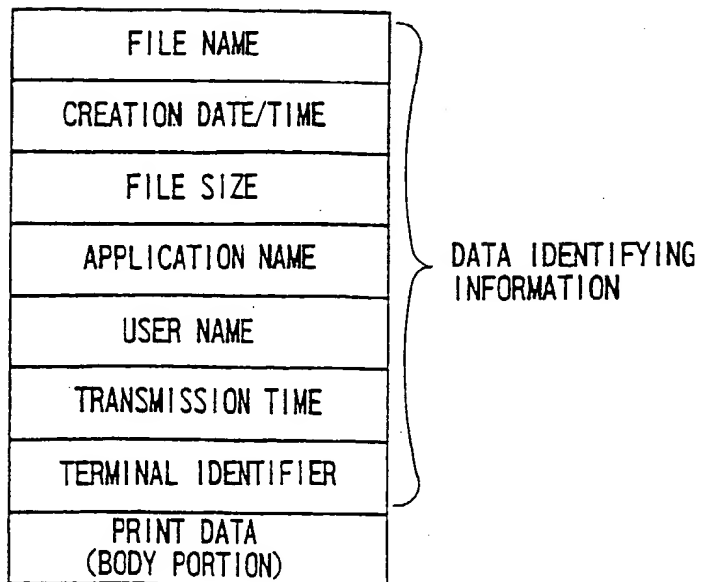 FILE NAME
CREATION DATE/TIME
FILE SIZE
APPLICATION NAME
USER NAME
TRANSMISSION TIME
TERMINAL IDENTIFIER
PRINT DATA
(BODY PORTION)
DATA IDENTIFYING
INFORMATION